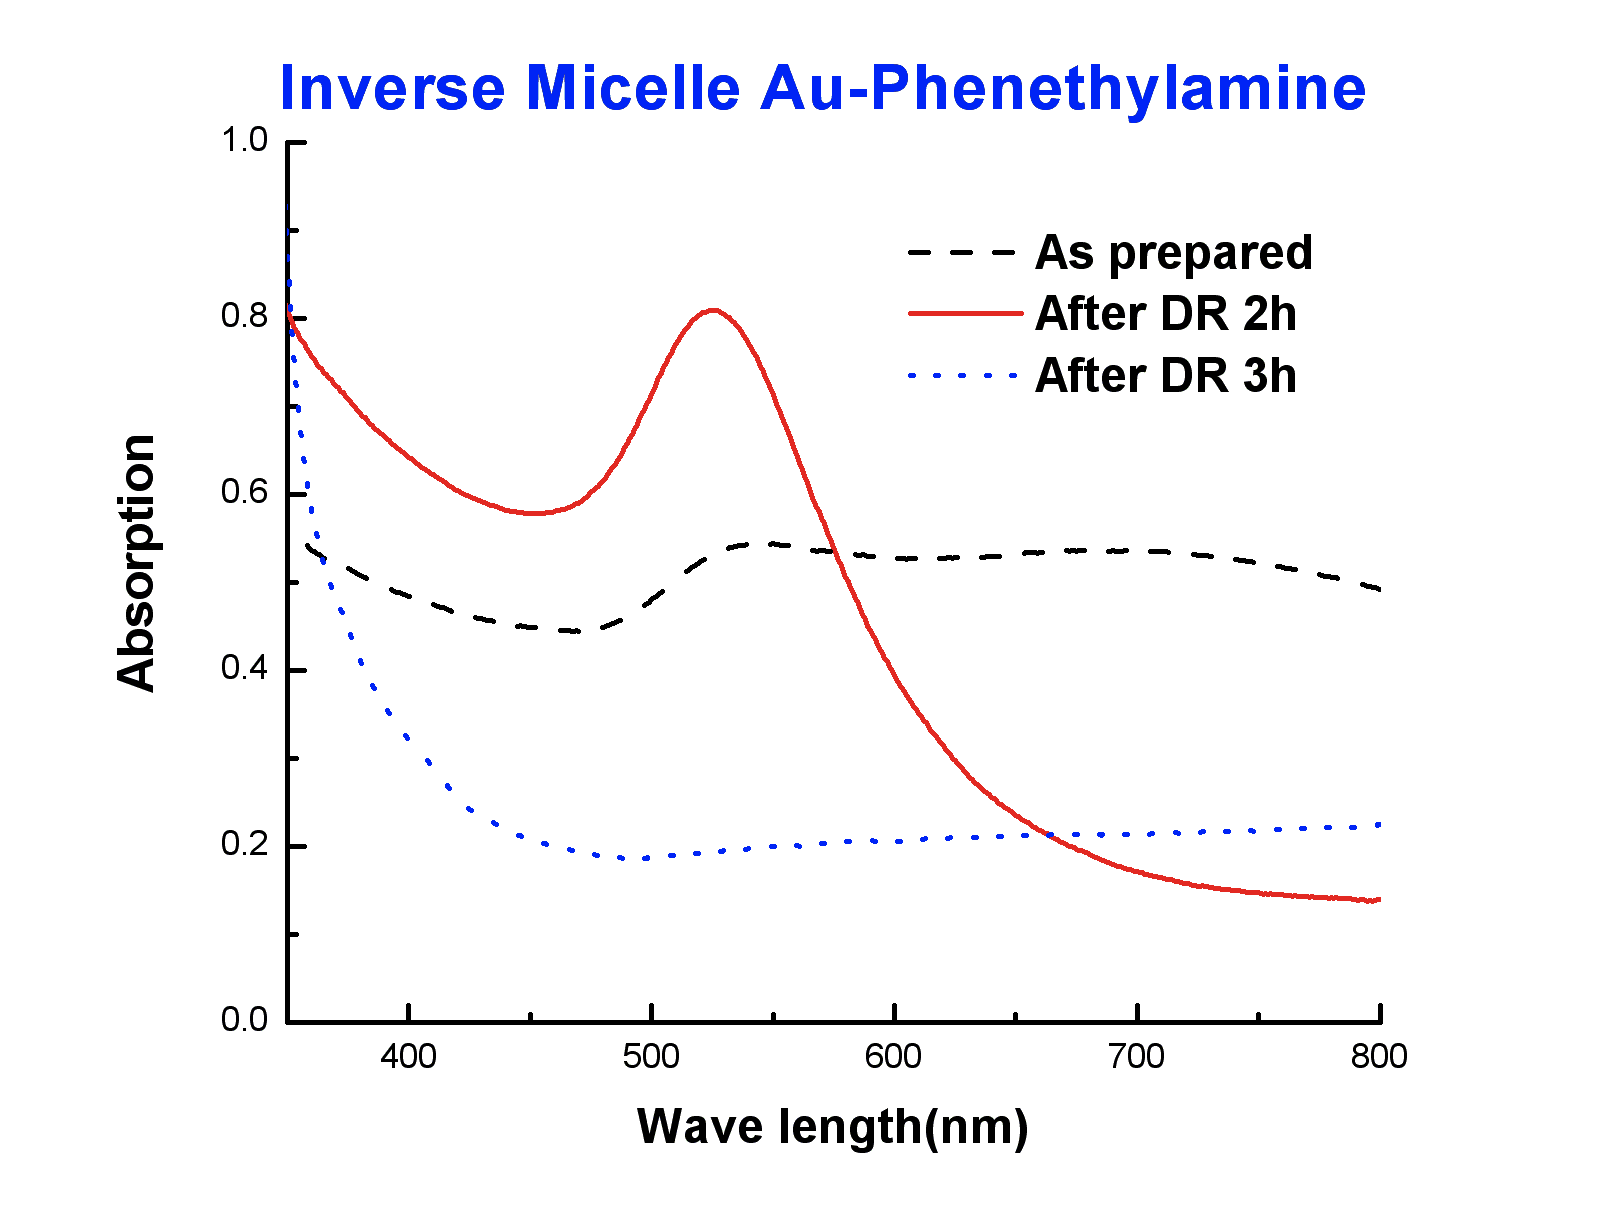 Inverse Micelle Au-Phenethylamine
1.0
0.8
0.6
0.4
0.2
0.0
Absorption
As prepared
After DR 2h
After DR 3h
400 500 600 700 800
Wave length(nm)